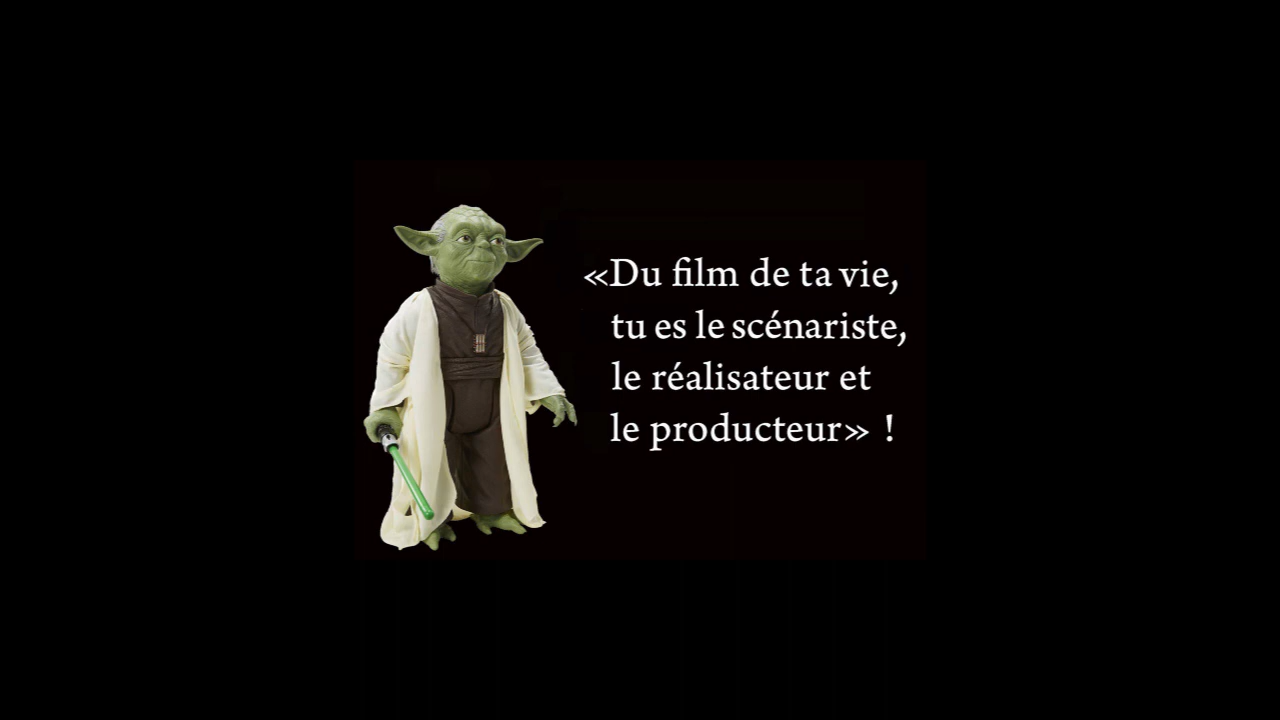 «Du film de ta vie,
tu es le scénariste,
le réalisateur et
le producteur» !